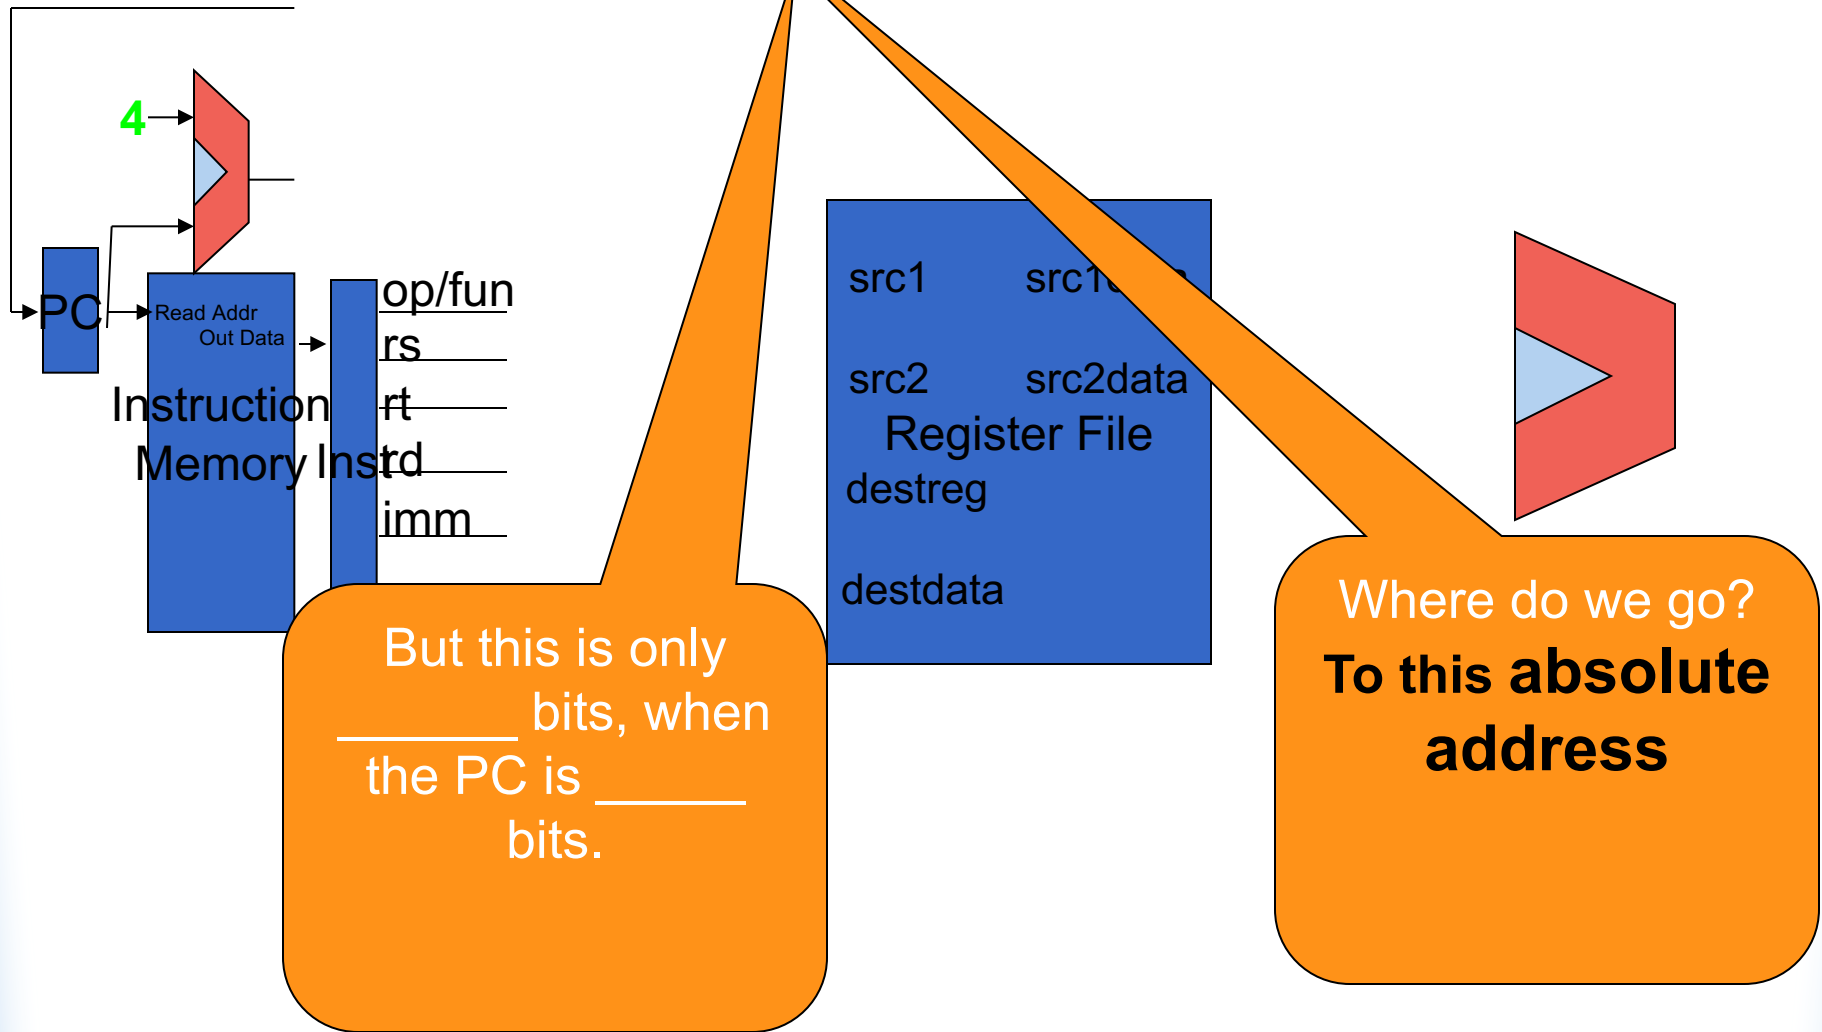 4
PC
Read Addr
Out Data
Instruction
Memory
Instr
op/fun
rs
rt
rd
imm
src1
src2
src2data
Register File
destreg
destdata
But this is only
_______ bits, when
the PC is ______
bits.
Where do we go?
To this absolute
address